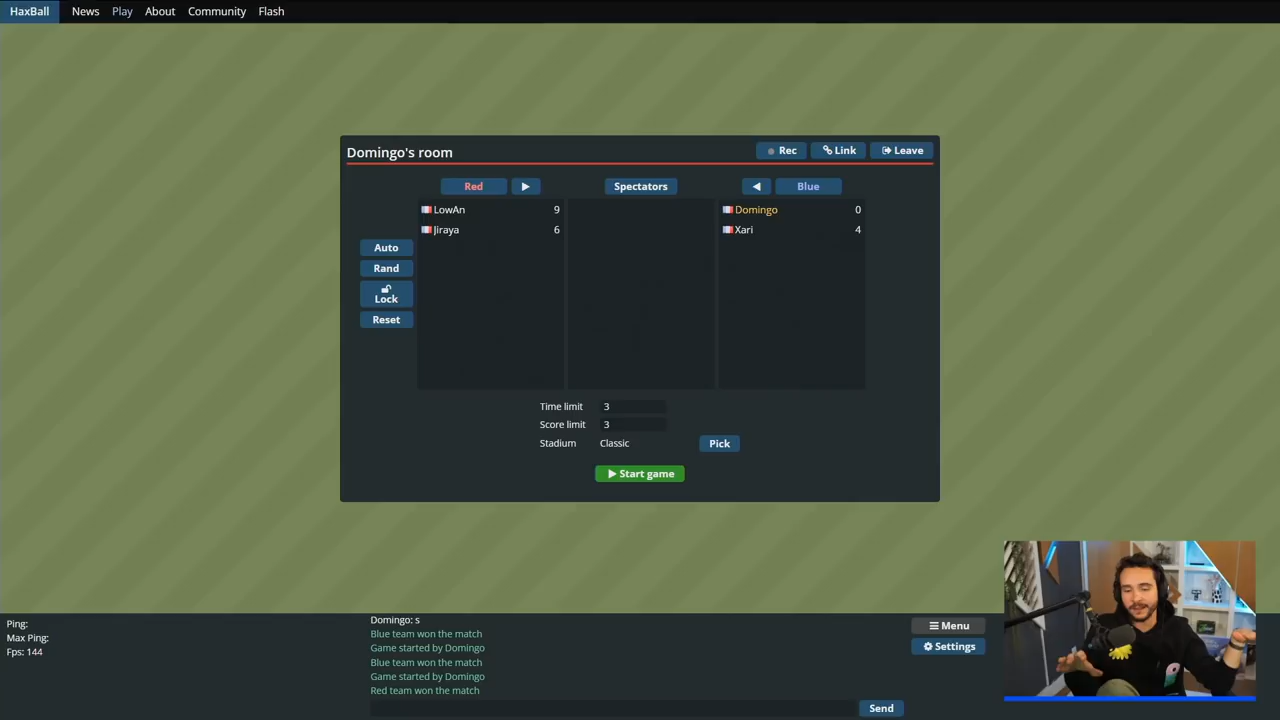 HaxBall News Play About Community Flash
Domingo's room
Rec Link Leave
Red Spectators Blue
LowAn 9
Jiraya 6
Domingo 0
Xari 4
Auto
Rand
Lock
Reset
Time limit 3
Score limit 3
Stadium Classic Pick
Start game
Ping:
Max Ping:
Fps: 144
Domingo: s
Blue team won the match
Game started by Domingo
Blue team won the match
Game started by Domingo
Red team won the match
Menu
Settings
Send